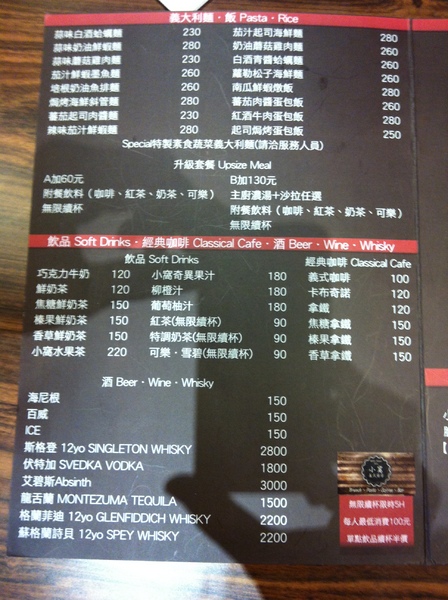 義大利麵・飯 Pasta・Rice
蒜味白酒蛤蠣麵 230
蒜味奶油鮮蝦麵 280
蒜味蘑菇雞肉麵 230
茄汁鮮蝦墨魚麵 260
培根奶油魚排麵 260
焗烤海鮮斜管麵 280
蕃茄起司肉醬麵 230
辣味茄汁鮮蝦麵 280
茄汁起司海鮮麵 280
奶油蘑菇雞肉麵 260
白酒青醬蛤蠣麵 260
蘿勒松子海鮮麵 280
南瓜鮮蝦燉飯 280
蕃茄肉醬蛋包飯 260
紅酒牛肉蛋包飯 280
起司焗烤蛋包飯 250
Special特製素食蔬菜義大利麵(請洽服務人員)
升級套餐 Upsize Meal
A加60元
附餐飲料（咖啡、紅茶、奶茶、可樂）
無限續杯
B加130元
主廚濃湯+沙拉任選
附餐飲料（咖啡、紅茶、奶茶、可樂）
無限續杯
飲品 Soft Drinks・經典咖啡 Classical Cafe・酒 Beer・Wine・Whisky
飲品 Soft Drinks
巧克力牛奶 120
鮮奶茶 120
焦糖鮮奶茶 150
榛果鮮奶茶 150
香草鮮奶茶 150
小窩水果茶 220
小窩奇異果汁 180
柳橙汁 180
葡萄柚汁 180
紅茶(無限續杯) 90
特調奶茶(無限續杯) 90
可樂・雪碧(無限續杯) 90
經典咖啡 Classical Cafe
義式咖啡 100
卡布奇諾 120
拿鐵 120
焦糖拿鐵 150
榛果拿鐵 150
香草拿鐵 150
酒 Beer・Wine・Whisky
海尼根 150
百威 150
ICE 150
斯格登 12yo SINGLETON WHISKY 2800
伏特加 SVEDKA VODKA 1800
艾碧斯Absinth 3000
龍舌蘭 MONTEZUMA TEQUILA 1500
格蘭菲迪 12yo GLENFIDDICH WHISKY 2200
蘇格蘭詩貝 12yo SPEY WHISKY 2200
小窩
無限續杯限時5H
每人最低消費100元
單點飲品續杯半價